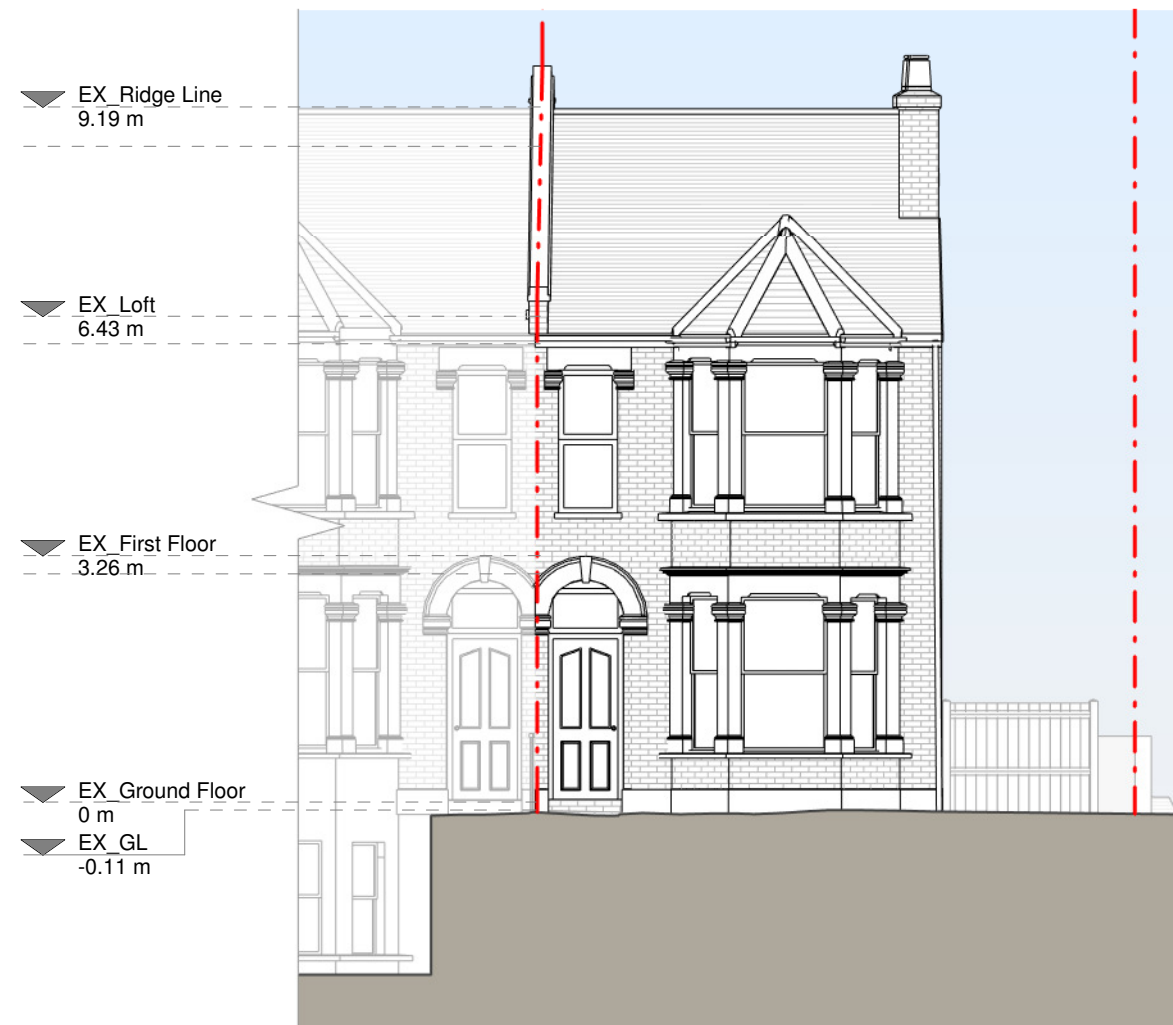 EX_Ridge Line
9.19 m
EX_Loft
6.43 m
EX_First Floor
3.26 m
EX_Ground Floor
0 m
EX_GL
-0.11 m